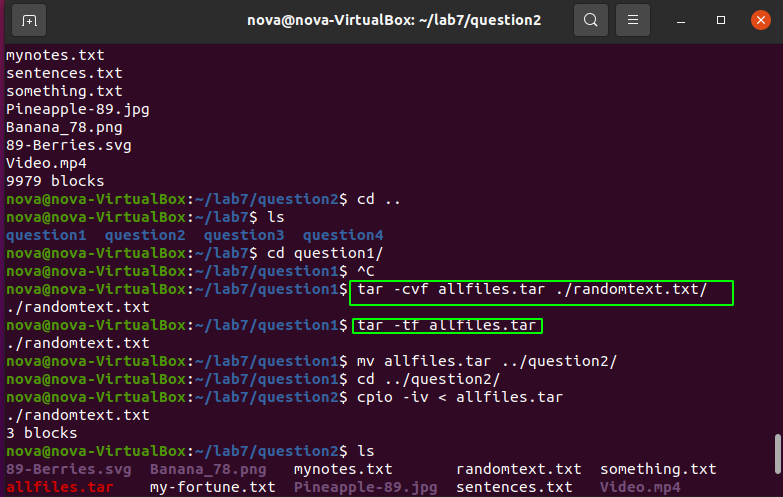 nova@nova-VirtualBox: ~/lab7/question2
mynotes.txt
sentences.txt
something.txt
Pineapple-89.jpg
Banana_78.png
89-Berries.svg
Video.mp4
9979 blocks
nova@nova-VirtualBox:~/lab7/question2$ cd ..
nova@nova-VirtualBox:~/lab7$ ls
question1  question2  question3  question4
nova@nova-VirtualBox:~/lab7$ cd question1/
nova@nova-VirtualBox:~/lab7/question1$ ^C
nova@nova-VirtualBox:~/lab7/question1$ tar -cvf allfiles.tar ./randomtext.txt/
./randomtext.txt
nova@nova-VirtualBox:~/lab7/question1$ tar -tf allfiles.tar
./randomtext.txt
nova@nova-VirtualBox:~/lab7/question1$ mv allfiles.tar ../question2/
nova@nova-VirtualBox:~/lab7/question1$ cd ../question2/
nova@nova-VirtualBox:~/lab7/question2$ cpio -iv < allfiles.tar
./randomtext.txt
3 blocks
nova@nova-VirtualBox:~/lab7/question2$ ls
89-Berries.svg  Banana_78.png  mynotes.txt  randomtext.txt  something.txt
allfiles.tar  my-fortune.txt  Pineapple-89.jpg  sentences.txt  Video.mp4